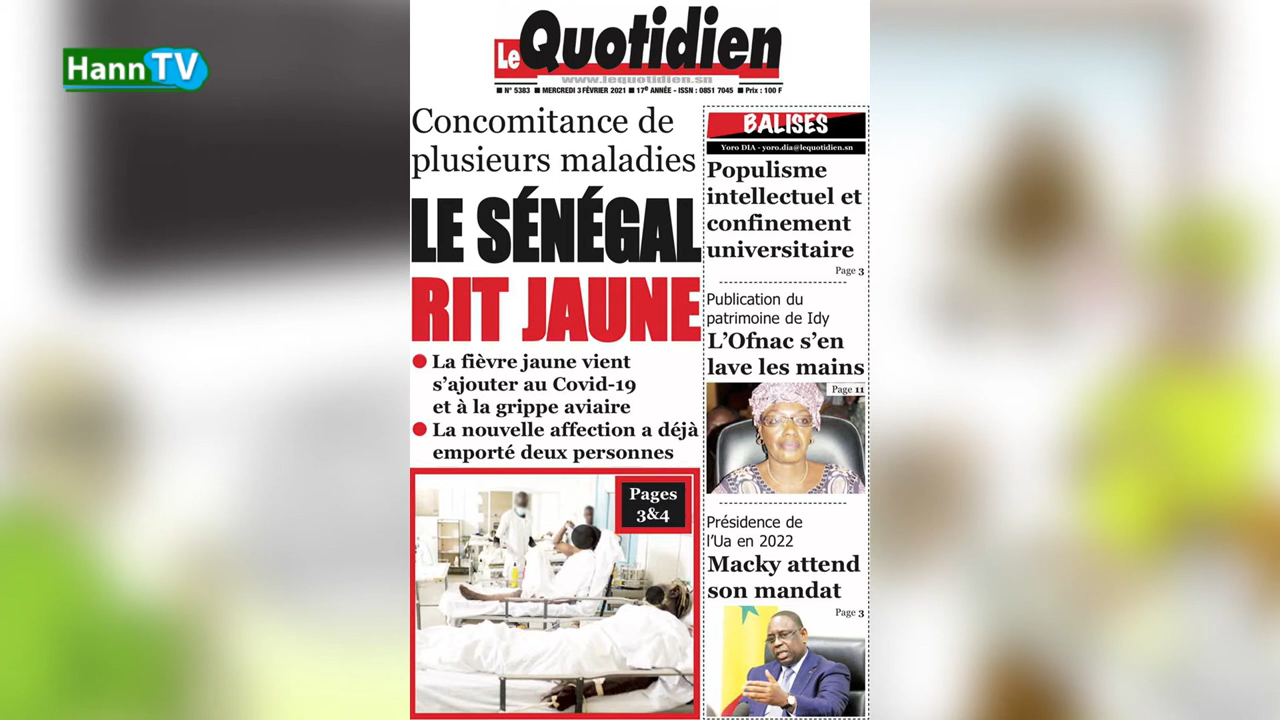 HannTV
Le Quotidien
www.lequotidien.sn
■ N° 5383 ■ MERCREDI 3 FÉVRIER 2021 ■ 17e ANNÉE - ISSN : 0851 7045 ■ Prix : 100 F
Concomitance de
plusieurs maladies
LE SÉNÉGAL
RIT JAUNE
● La fièvre jaune vient
s’ajouter au Covid-19
et à la grippe aviaire
● La nouvelle affection a déjà
emporté deux personnes
Pages
3&4
BALISES
Yoro DIA - yoro.dia@lequotidien.sn
Populisme
intellectuel et
confinement
universitaire
Page 3
Publication du
patrimoine de Idy
L’Ofnac s’en
lave les mains
Page 11
Présidence de
l’Ua en 2022
Macky attend
son mandat
Page 3